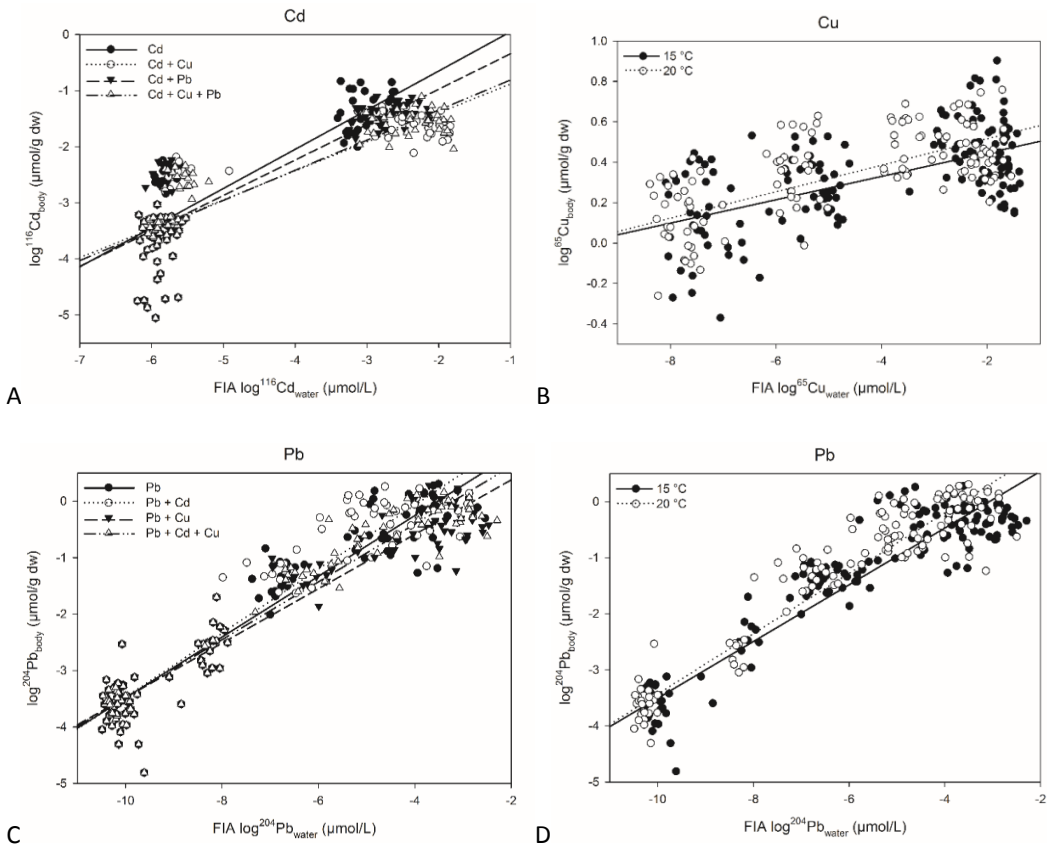 Cd
0
-1
-2
-3
-4
-5
-7 -6 -5 -4 -3 -2 -1
log¹¹⁶Cd_body (µmol/g dw)
FIA log¹¹⁶Cd_water (µmol/L)
Cd
Cd + Cu
Cd + Pb
Cd + Cu + Pb
A
Cu
1.0
0.8
0.6
0.4
0.2
0.0
-0.2
-0.4
-8 -6 -4 -2
log⁶⁵Cu_body (µmol/g dw)
FIA log⁶⁵Cu_water (µmol/L)
15 °C
20 °C
B
Pb
0
-1
-2
-3
-4
-5
-10 -8 -6 -4 -2
log²⁰⁴Pb_body (µmol/g dw)
FIA log²⁰⁴Pb_water (µmol/L)
Pb
Pb + Cd
Pb + Cu
Pb + Cd + Cu
C
Pb
0
-1
-2
-3
-4
-5
-10 -8 -6 -4 -2
log²⁰⁴Pb_body (µmol/g dw)
FIA log²⁰⁴Pb_water (µmol/L)
15 °C
20 °C
D